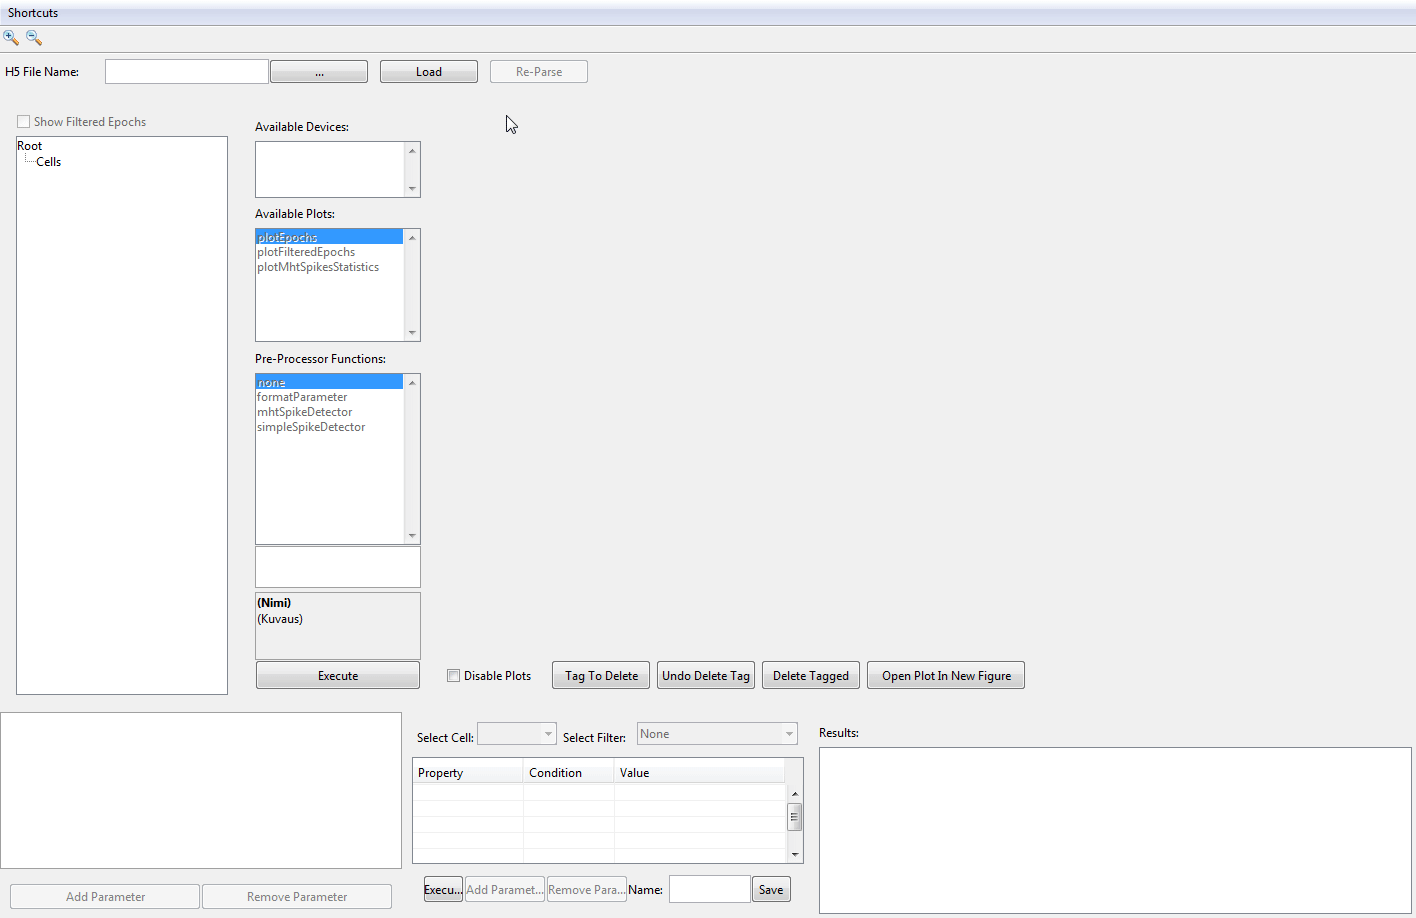 Shortcuts
H5 File Name:
...
Load
Re-Parse
Show Filtered Epochs
Root
Cells
Available Devices:
Available Plots:
plotEpochs
plotFilteredEpochs
plotMhtSpikesStatistics
Pre-Processor Functions:
none
formatParameter
mhtSpikeDetector
simpleSpikeDetector
(Nimi)
(Kuvaus)
Execute
Disable Plots
Tag To Delete
Undo Delete Tag
Delete Tagged
Open Plot In New Figure
Select Cell:
Select Filter:
None
Results:
Property
Condition
Value
Add Parameter
Remove Parameter
Execu...
Add Paramet...
Remove Para...
Name:
Save